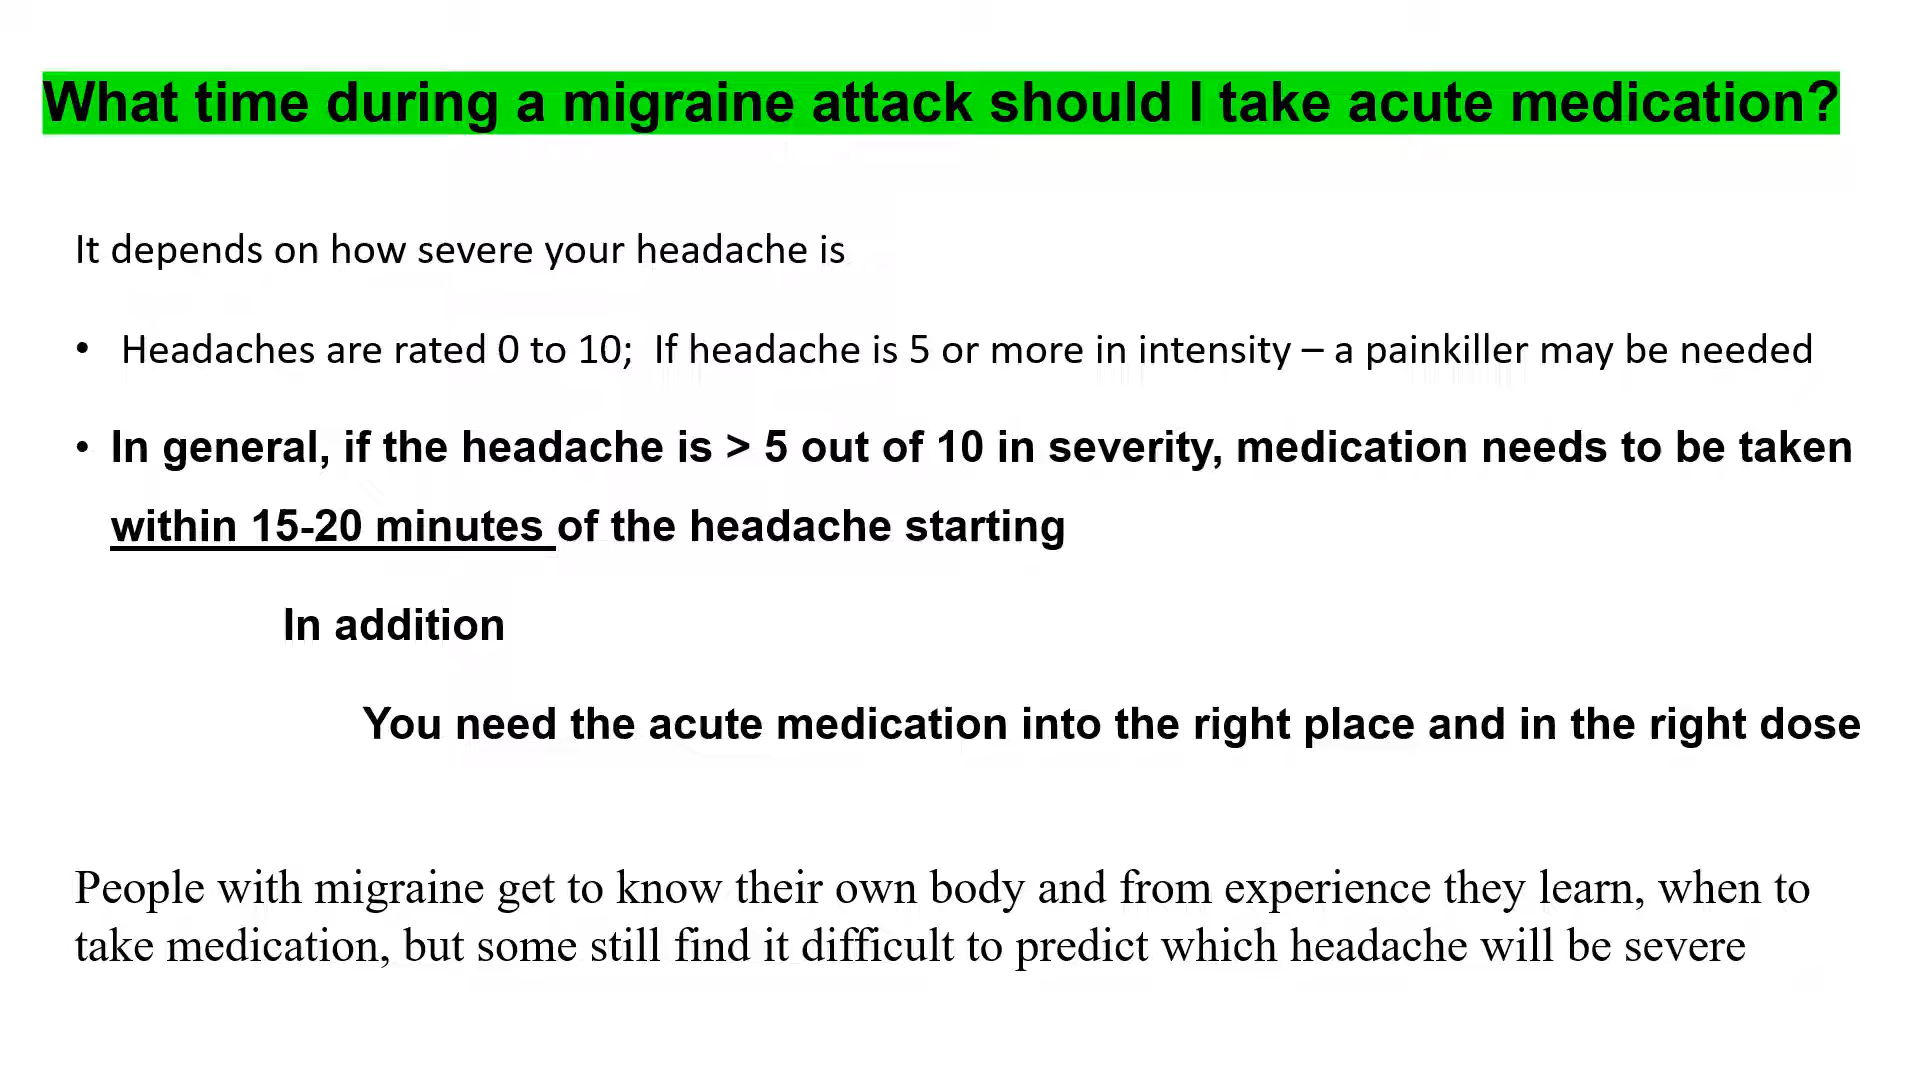 What time during a migraine attack should I take acute medication?
It depends on how severe your headache is
• Headaches are rated 0 to 10; If headache is 5 or more in intensity – a painkiller may be needed
• In general, if the headache is > 5 out of 10 in severity, medication needs to be taken
within 15-20 minutes of the headache starting
In addition
You need the acute medication into the right place and in the right dose
People with migraine get to know their own body and from experience they learn, when to
take medication, but some still find it difficult to predict which headache will be severe